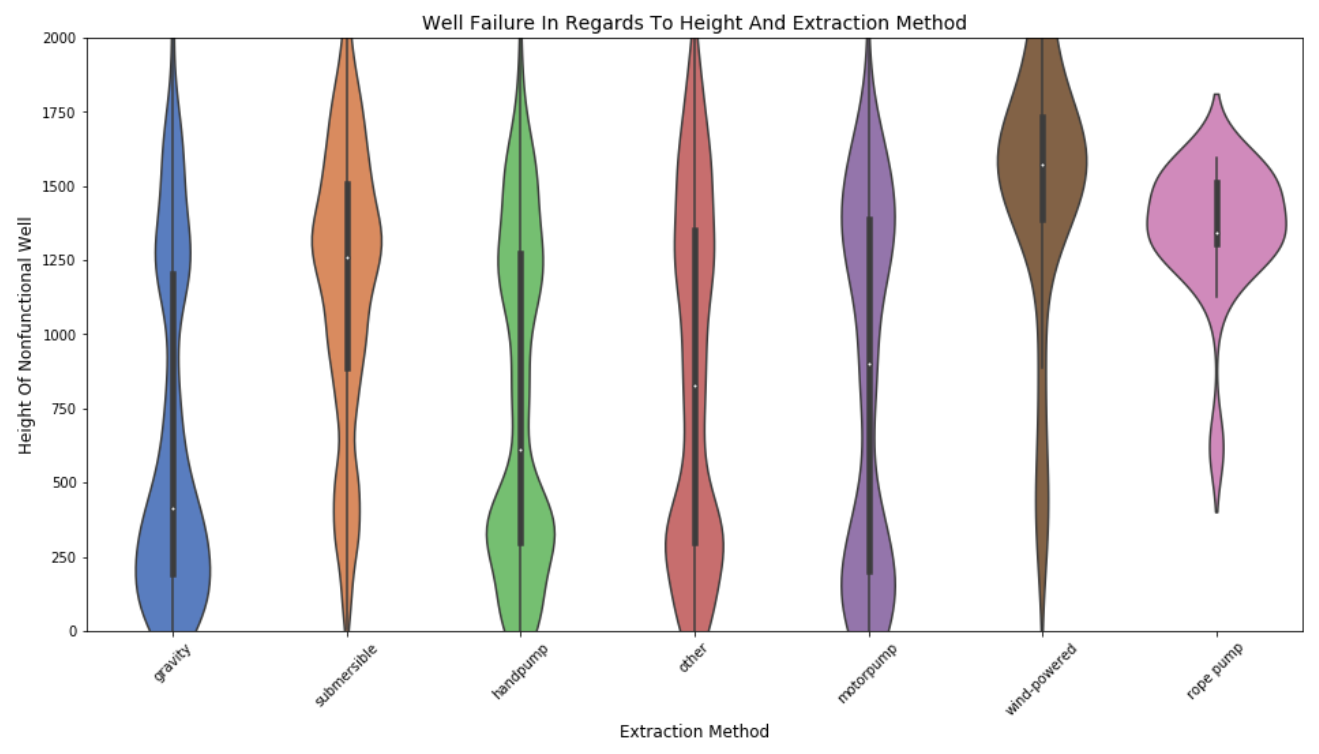 Well Failure In Regards To Height And Extraction Method
2000
1750
1500
1250
1000
750
500
250
0
Height Of Nonfunctional Well
gravity
submersible
handpump
other
motorpump
wind-powered
rope pump
Extraction Method